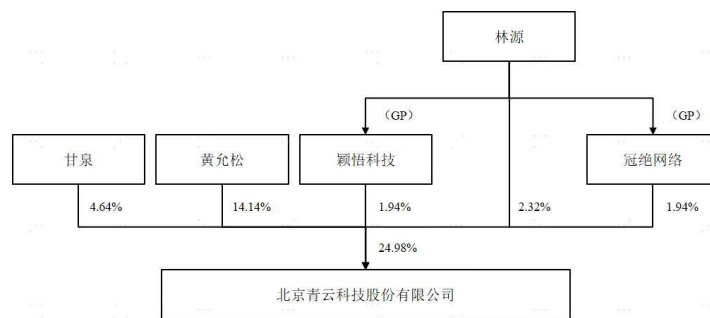 林源
（GP）
（GP）
甘泉
黄允松
颖悟科技
冠绝网络
4.64%
14.14%
1.94%
2.32%
1.94%
24.98%
北京青云科技股份有限公司